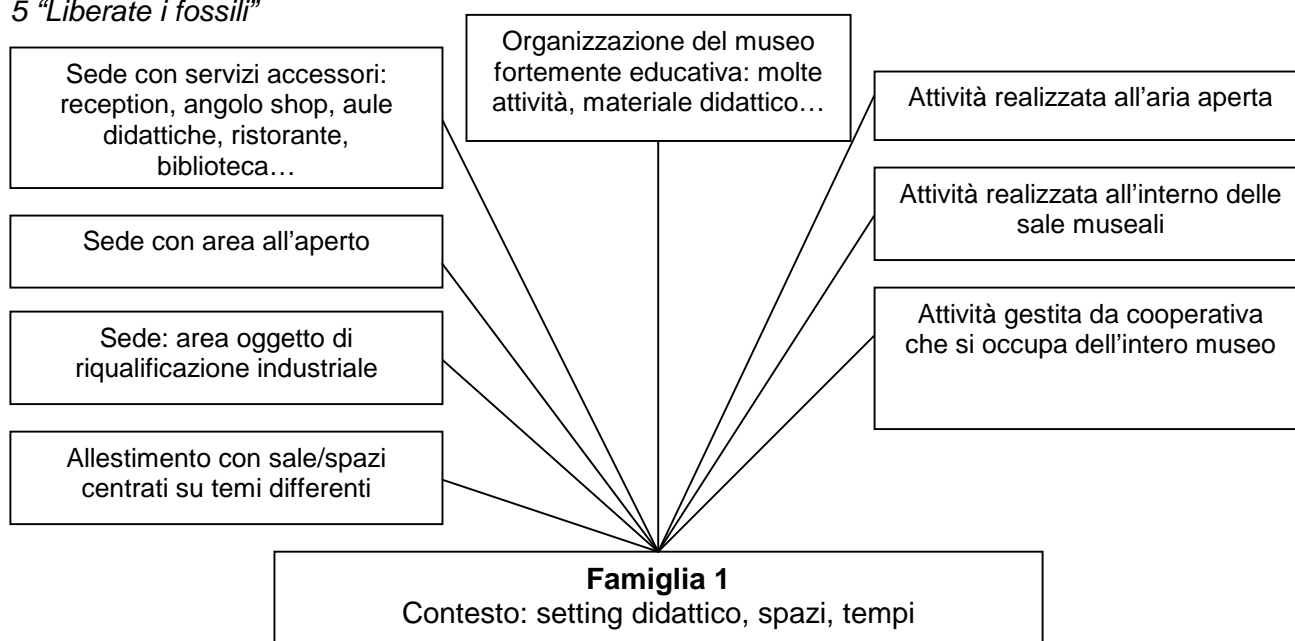 5 “Liberate i fossili”
Sede con servizi accessori:
reception, angolo shop, aule
didattiche, ristorante,
biblioteca…
Sede con area all’aperto
Sede: area oggetto di
riqualificazione industriale
Allestimento con sale/spazi
centrati su temi differenti
Organizzazione del museo
fortemente educativa: molte
attività, materiale didattico…
Attività realizzata all’aria aperta
Attività realizzata all’interno delle
sale museali
Attività gestita da cooperativa
che si occupa dell’intero museo
Famiglia 1
Contesto: setting didattico, spazi, tempi